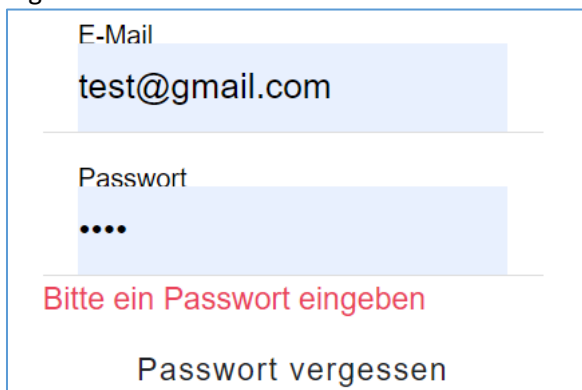 E-Mail
test@gmail.com
Passwort
••••
Bitte ein Passwort eingeben
Passwort vergessen